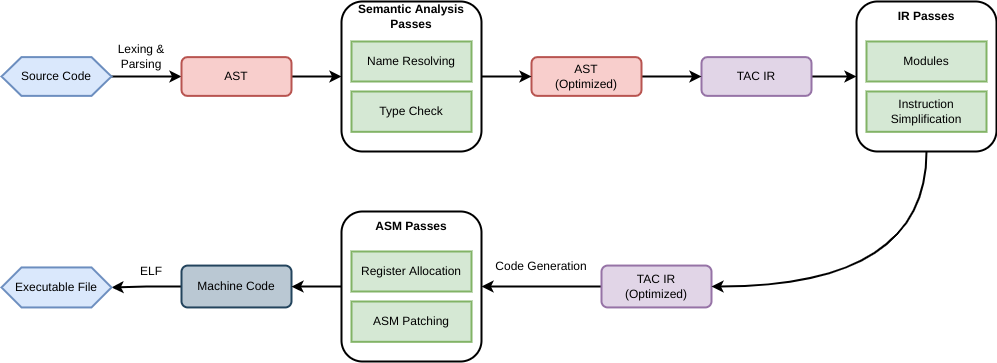 Semantic Analysis
Passes
IR Passes
Lexing &
Parsing
Source Code
AST
Name Resolving
Type Check
AST
(Optimized)
TAC IR
Modules
Instruction
Simplification
ASM Passes
Executable File
ELF
Machine Code
Register Allocation
ASM Patching
Code Generation
TAC IR
(Optimized)